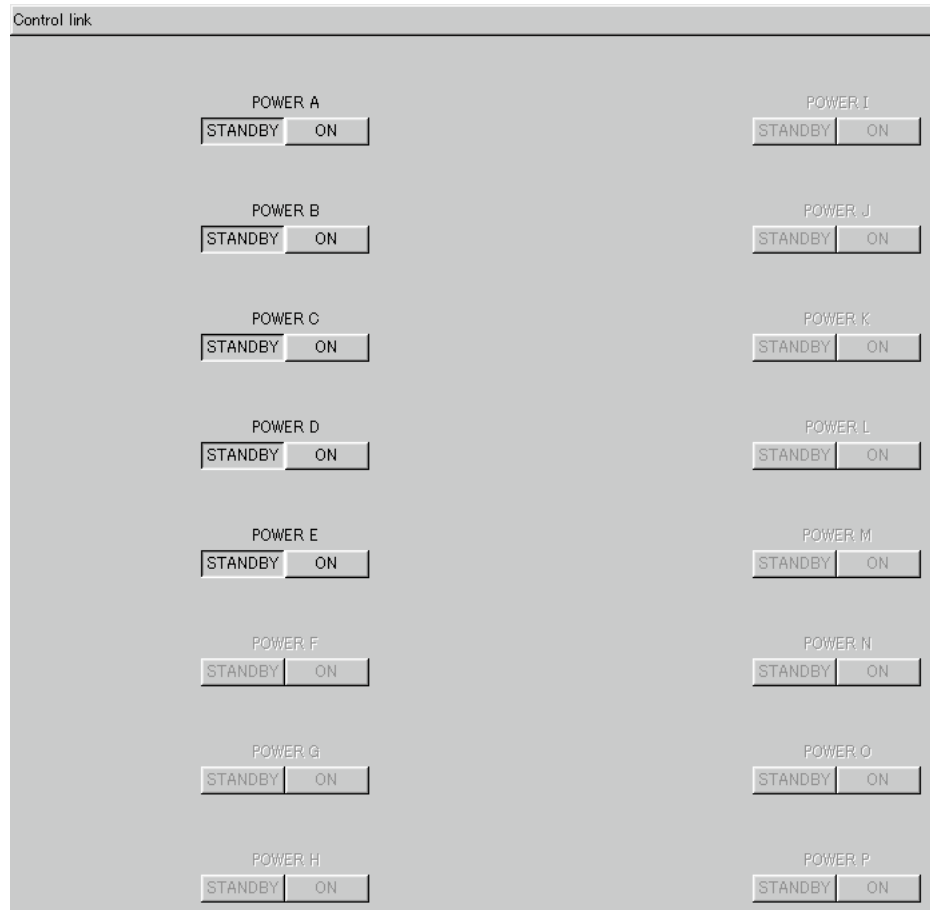 Control link
POWER A
STANDBY ON
POWER B
STANDBY ON
POWER C
STANDBY ON
POWER D
STANDBY ON
POWER E
STANDBY ON
POWER F
STANDBY ON
POWER G
STANDBY ON
POWER H
STANDBY ON
POWER I
STANDBY ON
POWER J
STANDBY ON
POWER K
STANDBY ON
POWER L
STANDBY ON
POWER M
STANDBY ON
POWER N
STANDBY ON
POWER O
STANDBY ON
POWER P
STANDBY ON